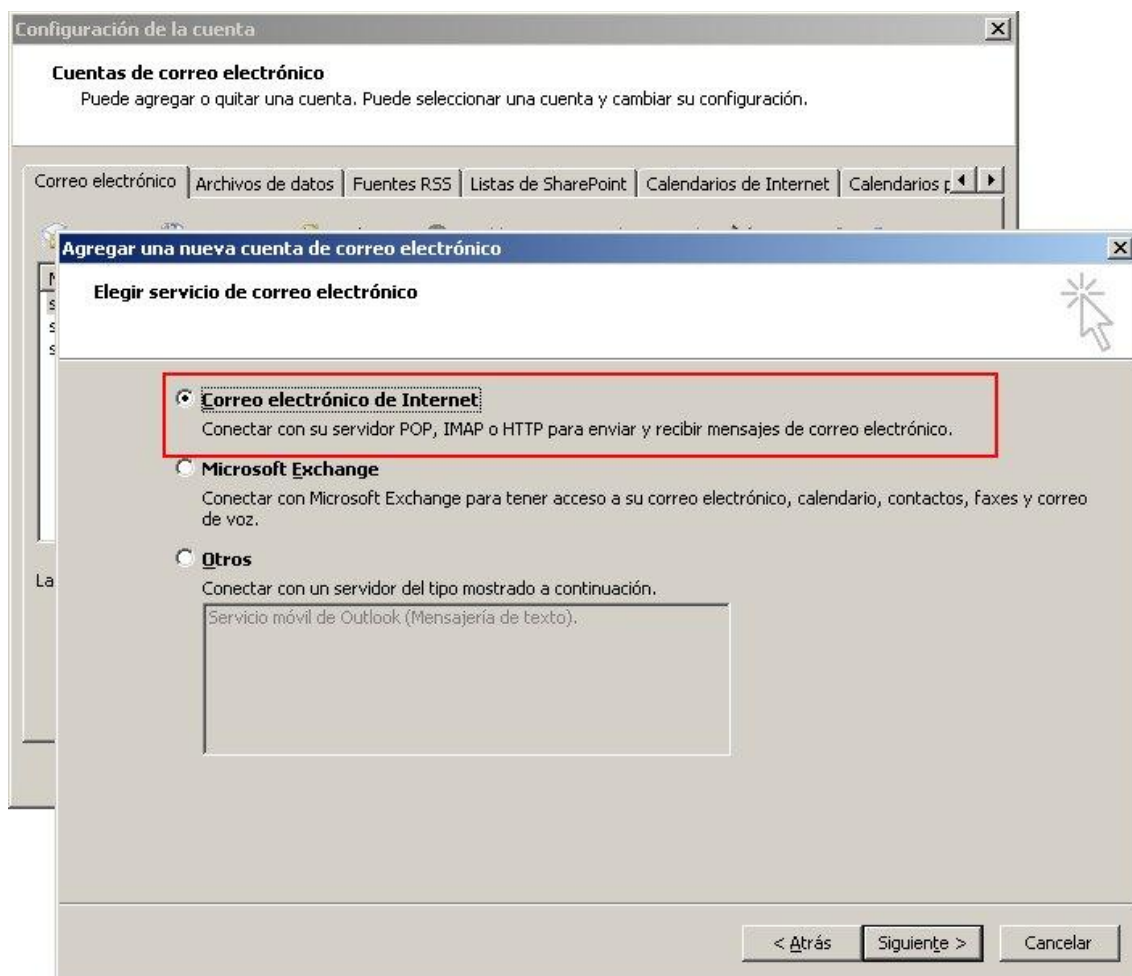 Configuración de la cuenta
Cuentas de correo electrónico
Puede agregar o quitar una cuenta. Puede seleccionar una cuenta y cambiar su configuración.
Correo electrónico Archivos de datos Fuentes RSS Listas de SharePoint Calendarios de Internet Calendarios p
Agregar una nueva cuenta de correo electrónico
Elegir servicio de correo electrónico
Correo electrónico de Internet
Conectar con su servidor POP, IMAP o HTTP para enviar y recibir mensajes de correo electrónico.
Microsoft Exchange
Conectar con Microsoft Exchange para tener acceso a su correo electrónico, calendario, contactos, faxes y correo
de voz.
Otros
La
Conectar con un servidor del tipo mostrado a continuación.
Servicio móvil de Outlook (Mensajería de texto).
< Atrás Siguiente > Cancelar